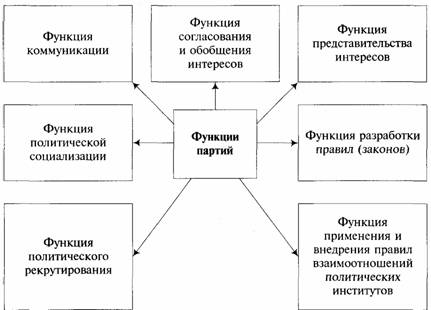 Функция
коммуникации
Функция
согласования
и обобщения
интересов
Функция
представительства
интересов
Функция
политической
социализации
Функции
партий
Функция разработки
правил (законов)
Функция
политического
рекрутирования
Функция
применения и
внедрения правил
взаимоотношений
политических
институтов